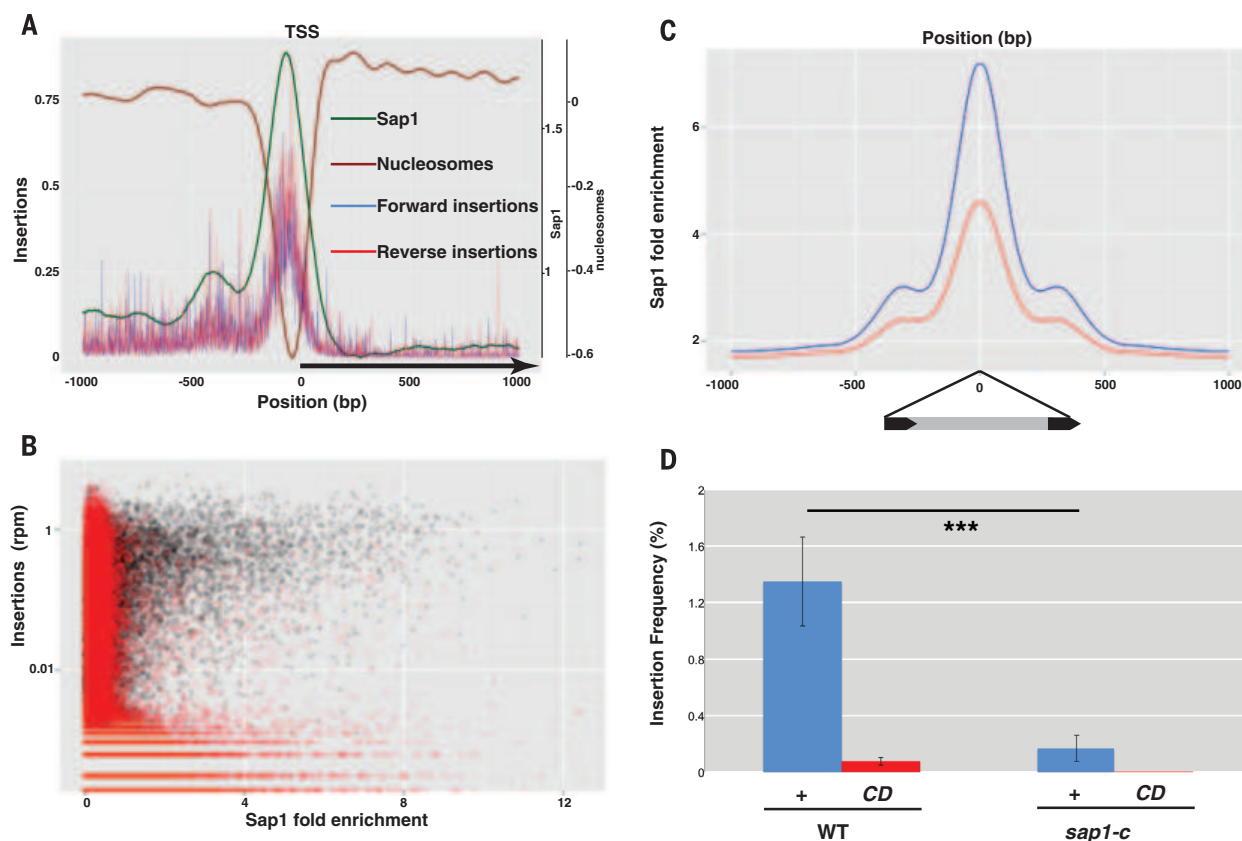 A
TSS
0.75
0.5
0.25
0
Insertions
Sap1
Nucleosomes
Forward insertions
Reverse insertions
1.5
1
Sap1
0
-0.2
-0.4
-0.6
nucleosomes
-1000
-500
0
500
1000
Position (bp)
B
Insertions (rpm)
1
0.01
0
4
8
12
Sap1 fold enrichment
C
Position (bp)
Sap1 fold enrichment
6
4
2
-1000
-500
0
500
1000
D
Insertion Frequency (%)
2
1.6
1.2
0.8
0.4
0
***
+
CD
+
CD
WT
sap1-c